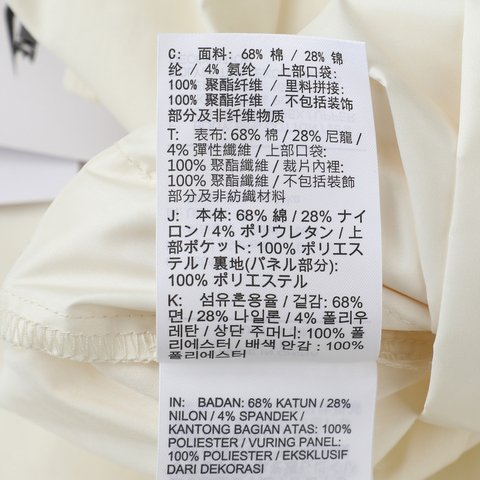 C: 面料: 68% 棉 / 28% 锦
纶 / 4% 氨纶 / 上部口袋:
100% 聚酯纤维 / 里料拼接:
100% 聚酯纤维 / 不包括装饰
部分及非纤维物质
T: 表布: 68% 棉 / 28% 尼龍 /
4% 彈性纖維 / 上部口袋:
100% 聚酯纖維 / 裁片內裡:
100% 聚酯纖維 / 不包括裝飾
部分及非紡織材料
J: 本体: 68% 綿 / 28% ナイ
ロン / 4% ポリウレタン / 上
部ポケット: 100% ポリエス
テル / 裏地(パネル部分):
100% ポリエステル
K: 섬유혼용율 / 겉감: 68%
면 / 28% 나일론 / 4% 폴리우
레탄 / 상단 주머니: 100% 폴
리에스터 / 배색 안감 : 100%
폴리에스터
IN: BADAN: 68% KATUN / 28%
NILON / 4% SPANDEK /
KANTONG BAGIAN ATAS: 100%
POLIESTER / VURING PANEL:
100% POLIESTER / EKSKLUSIF
DARI DEKORASI